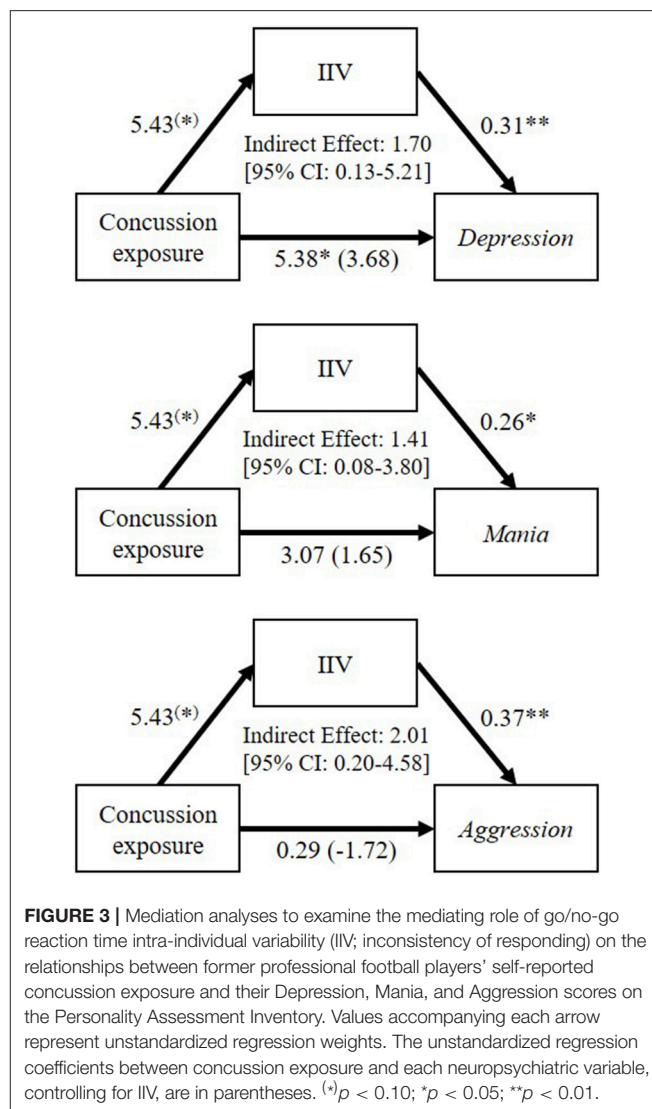 IIV
5.43(*)
0.31**
Indirect Effect: 1.70
[95% CI: 0.13-5.21]
Concussion
exposure
Depression
5.38* (3.68)
IIV
5.43(*)
0.26*
Indirect Effect: 1.41
[95% CI: 0.08-3.80]
Concussion
exposure
Mania
3.07 (1.65)
IIV
5.43(*)
0.37**
Indirect Effect: 2.01
[95% CI: 0.20-4.58]
Concussion
exposure
Aggression
0.29 (-1.72)
FIGURE 3 | Mediation analyses to examine the mediating role of go/no-go
reaction time intra-individual variability (IIV; inconsistency of responding) on the
relationships between former professional football players' self-reported
concussion exposure and their Depression, Mania, and Aggression scores on
the Personality Assessment Inventory. Values accompanying each arrow
represent unstandardized regression weights. The unstandardized regression
coefficients between concussion exposure and each neuropsychiatric variable,
controlling for IIV, are in parentheses. (*)p < 0.10; *p < 0.05; **p < 0.01.